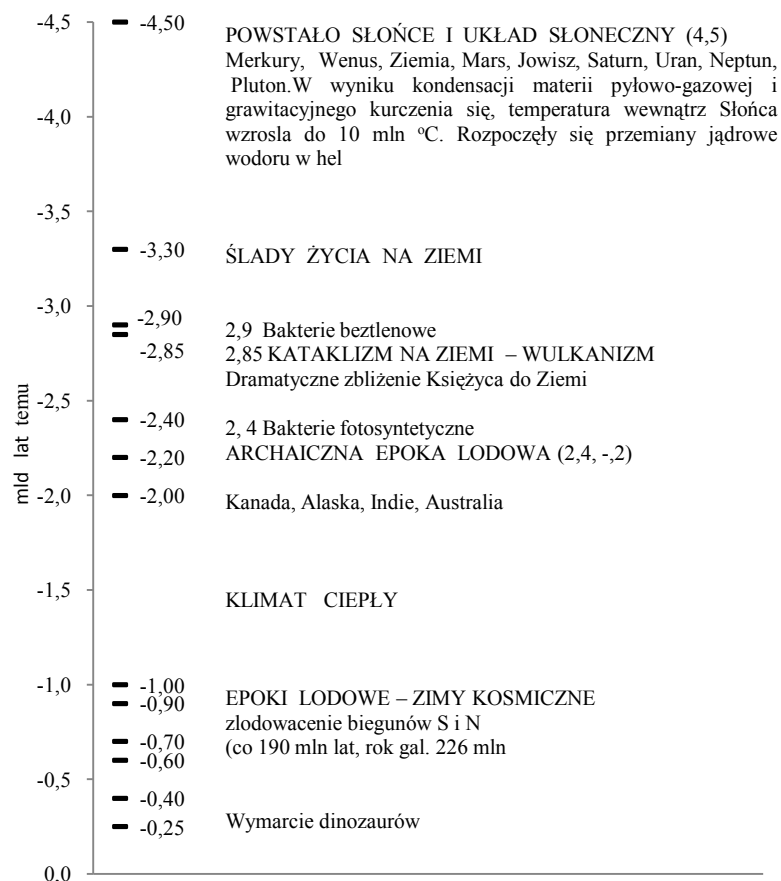 -4,5
-4,50
POWSTAŁO SŁOŃCE I UKŁAD SŁONECZNY (4,5)
Merkury, Wenus, Ziemia, Mars, Jowisz, Saturn, Uran, Neptun,
Pluton.W wyniku kondensacji materii pyłowo-gazowej i
-4,0
grawitacyjnego kurczenia się, temperatura wewnątrz Słońca
wzrosla do 10 mln °C. Rozpoczęły się przemiany jądrowe
wodoru w hel
-3,5
-3,30
ŚLADY ŻYCIA NA ZIEMI
-3,0
-2,90
2,9 Bakterie beztlenowe
-2,85
2,85 KATAKLIZM NA ZIEMI – WULKANIZM
Dramatyczne zbliżenie Księżyca do Ziemi
-2,5
-2,40
2, 4 Bakterie fotosyntetyczne
-2,20
ARCHAICZNA EPOKA LODOWA (2,4, -,2)
mld lat temu
-2,0
-2,00
Kanada, Alaska, Indie, Australia
-1,5
KLIMAT CIEPŁY
-1,0
-1,00
EPOKI LODOWE – ZIMY KOSMICZNE
-0,90
zlodowacenie biegunów S i N
-0,70
(co 190 mln lat, rok gal. 226 mln
-0,60
-0,5
-0,40
-0,25
Wymarcie dinozaurów
0,0